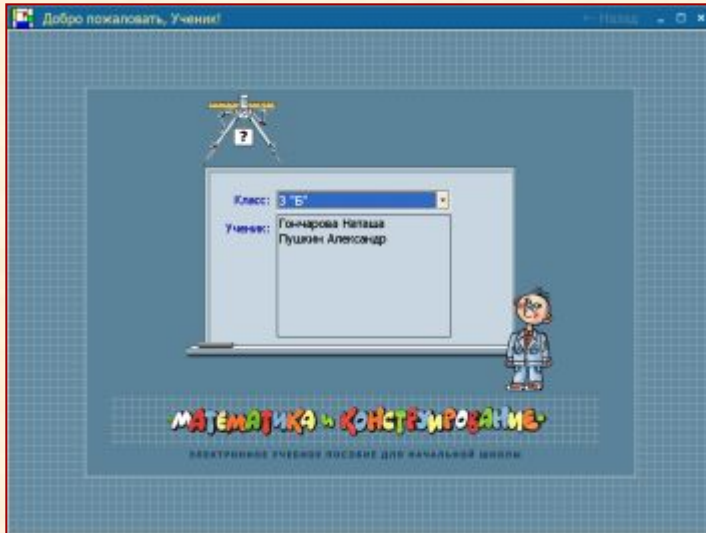 Добро пожаловать, Ученик!
← Назад
?
Класс: 3 "Б"
Ученик: Гончарова Наташа
Пушкин Александр
МАТЕМАТИКА и КОНСТРУИРОВАНИЕ
ЭЛЕКТРОННОЕ УЧЕБНОЕ ПОСОБИЕ ДЛЯ НАЧАЛЬНОЙ ШКОЛЫ